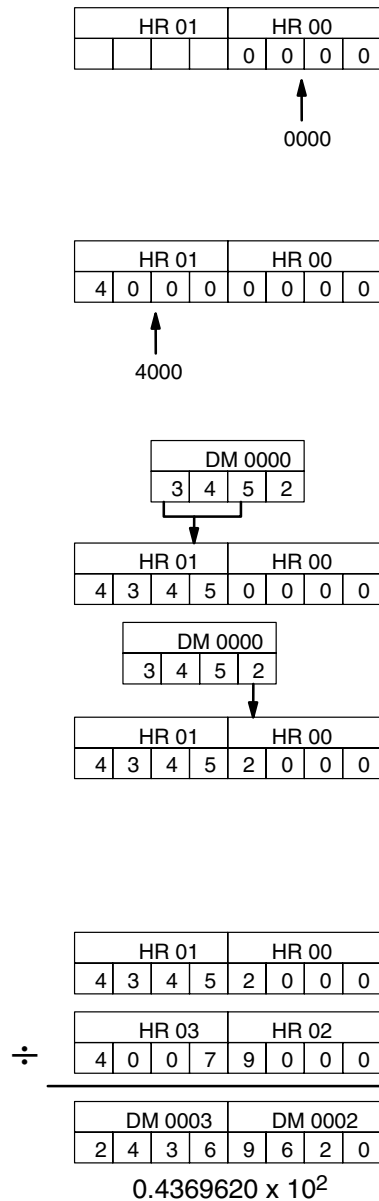 HR 01 HR 00
0 0 0 0
0000
HR 01 HR 00
4 0 0 0 0 0 0 0
4000
DM 0000
3 4 5 2
HR 01 HR 00
4 3 4 5 0 0 0 0
DM 0000
3 4 5 2
HR 01 HR 00
4 3 4 5 2 0 0 0
HR 01 HR 00
4 3 4 5 2 0 0 0
HR 03 HR 02
÷ 4 0 0 7 9 0 0 0
DM 0003 DM 0002
2 4 3 6 9 6 2 0
0.4369620 x 10²